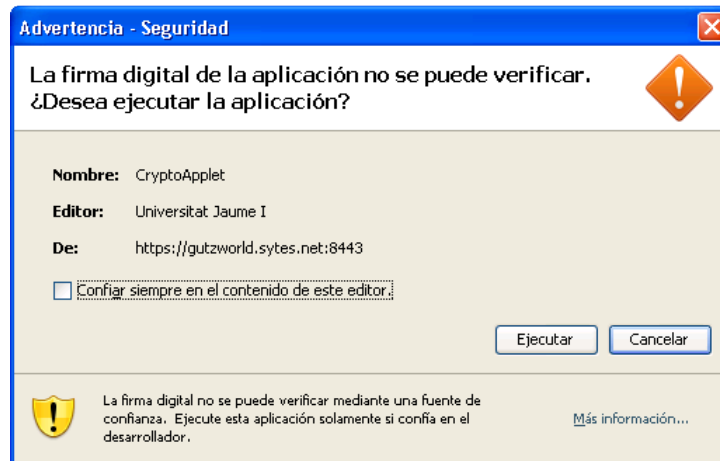 Advertencia - Seguridad
La firma digital de la aplicación no se puede verificar.
¿Desea ejecutar la aplicación?
Nombre: CryptoApplet
Editor: Universitat Jaume I
De: https://gutzworld.sytes.net:8443
Confiar siempre en el contenido de este editor.
Ejecutar Cancelar
La firma digital no se puede verificar mediante una fuente de
confianza. Ejecute esta aplicación solamente si confía en el
desarrollador.
Más información...